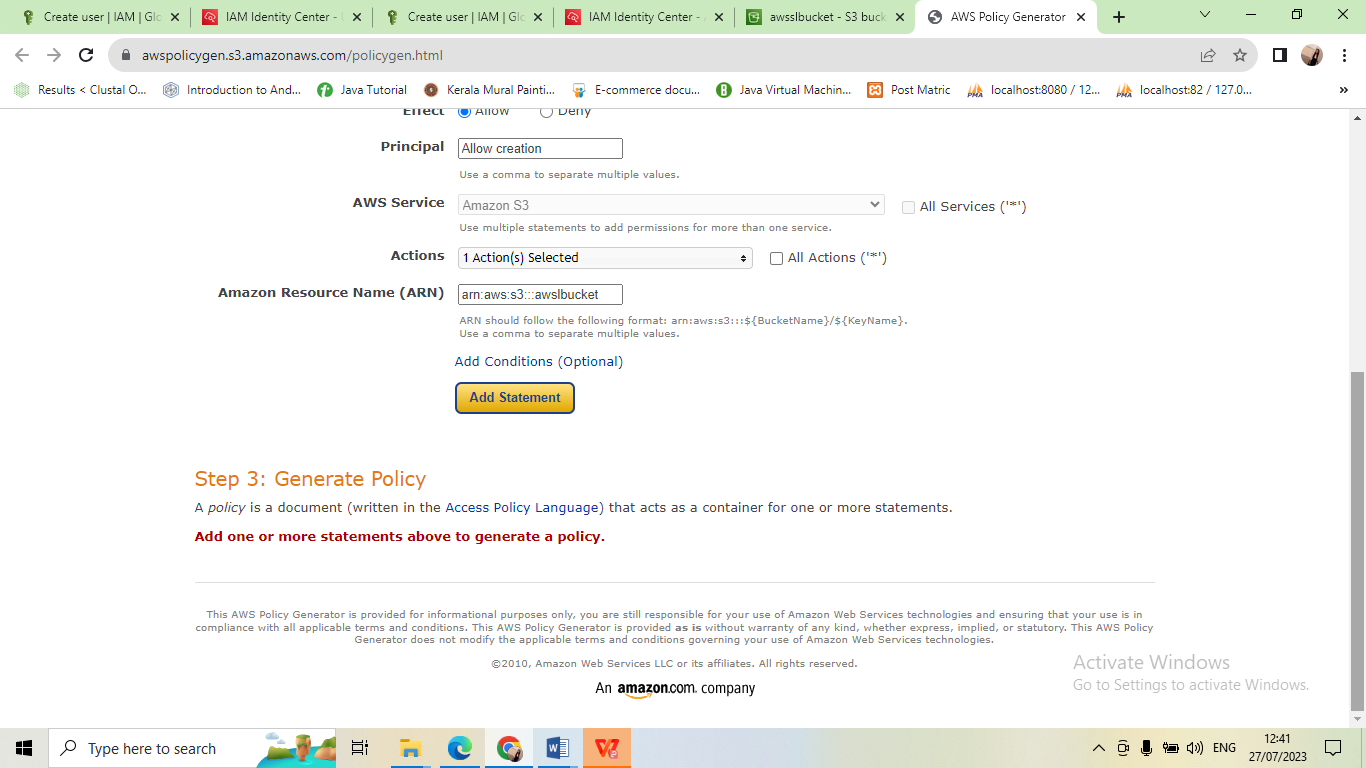 Create user | IAM | Glo
IAM Identity Center - U
Create user | IAM | Glo
IAM Identity Center - A
awsslbucket - S3 buck
AWS Policy Generator
awspolicygen.s3.amazonaws.com/policygen.html
Results < Clustal O...
Introduction to And...
Java Tutorial
Kerala Mural Painti...
E-commerce docu...
Java Virtual Machin...
Post Matric
localhost:8080 / 12...
localhost:82 / 127.0...
»
Effect Allow Deny
Principal Allow creation
Use a comma to separate multiple values.
AWS Service Amazon S3 All Services ('*')
Use multiple statements to add permissions for more than one service.
Actions 1 Action(s) Selected All Actions ('*')
Amazon Resource Name (ARN) arn:aws:s3:::awslbucket
ARN should follow the following format: arn:aws:s3:::${BucketName}/${KeyName}.
Use a comma to separate multiple values.
Add Conditions (Optional)
Add Statement
Step 3: Generate Policy
A policy is a document (written in the Access Policy Language) that acts as a container for one or more statements.
Add one or more statements above to generate a policy.
This AWS Policy Generator is provided for informational purposes only, you are still responsible for your use of Amazon Web Services technologies and ensuring that your use is in
compliance with all applicable terms and conditions. This AWS Policy Generator is provided as is without warranty of any kind, whether express, implied, or statutory. This AWS Policy
Generator does not modify the applicable terms and conditions governing your use of Amazon Web Services technologies.
©2010, Amazon Web Services LLC or its affiliates. All rights reserved.
An amazon.com. company
Activate Windows
Go to Settings to activate Windows.
Type here to search
ENG
12:41
27/07/2023